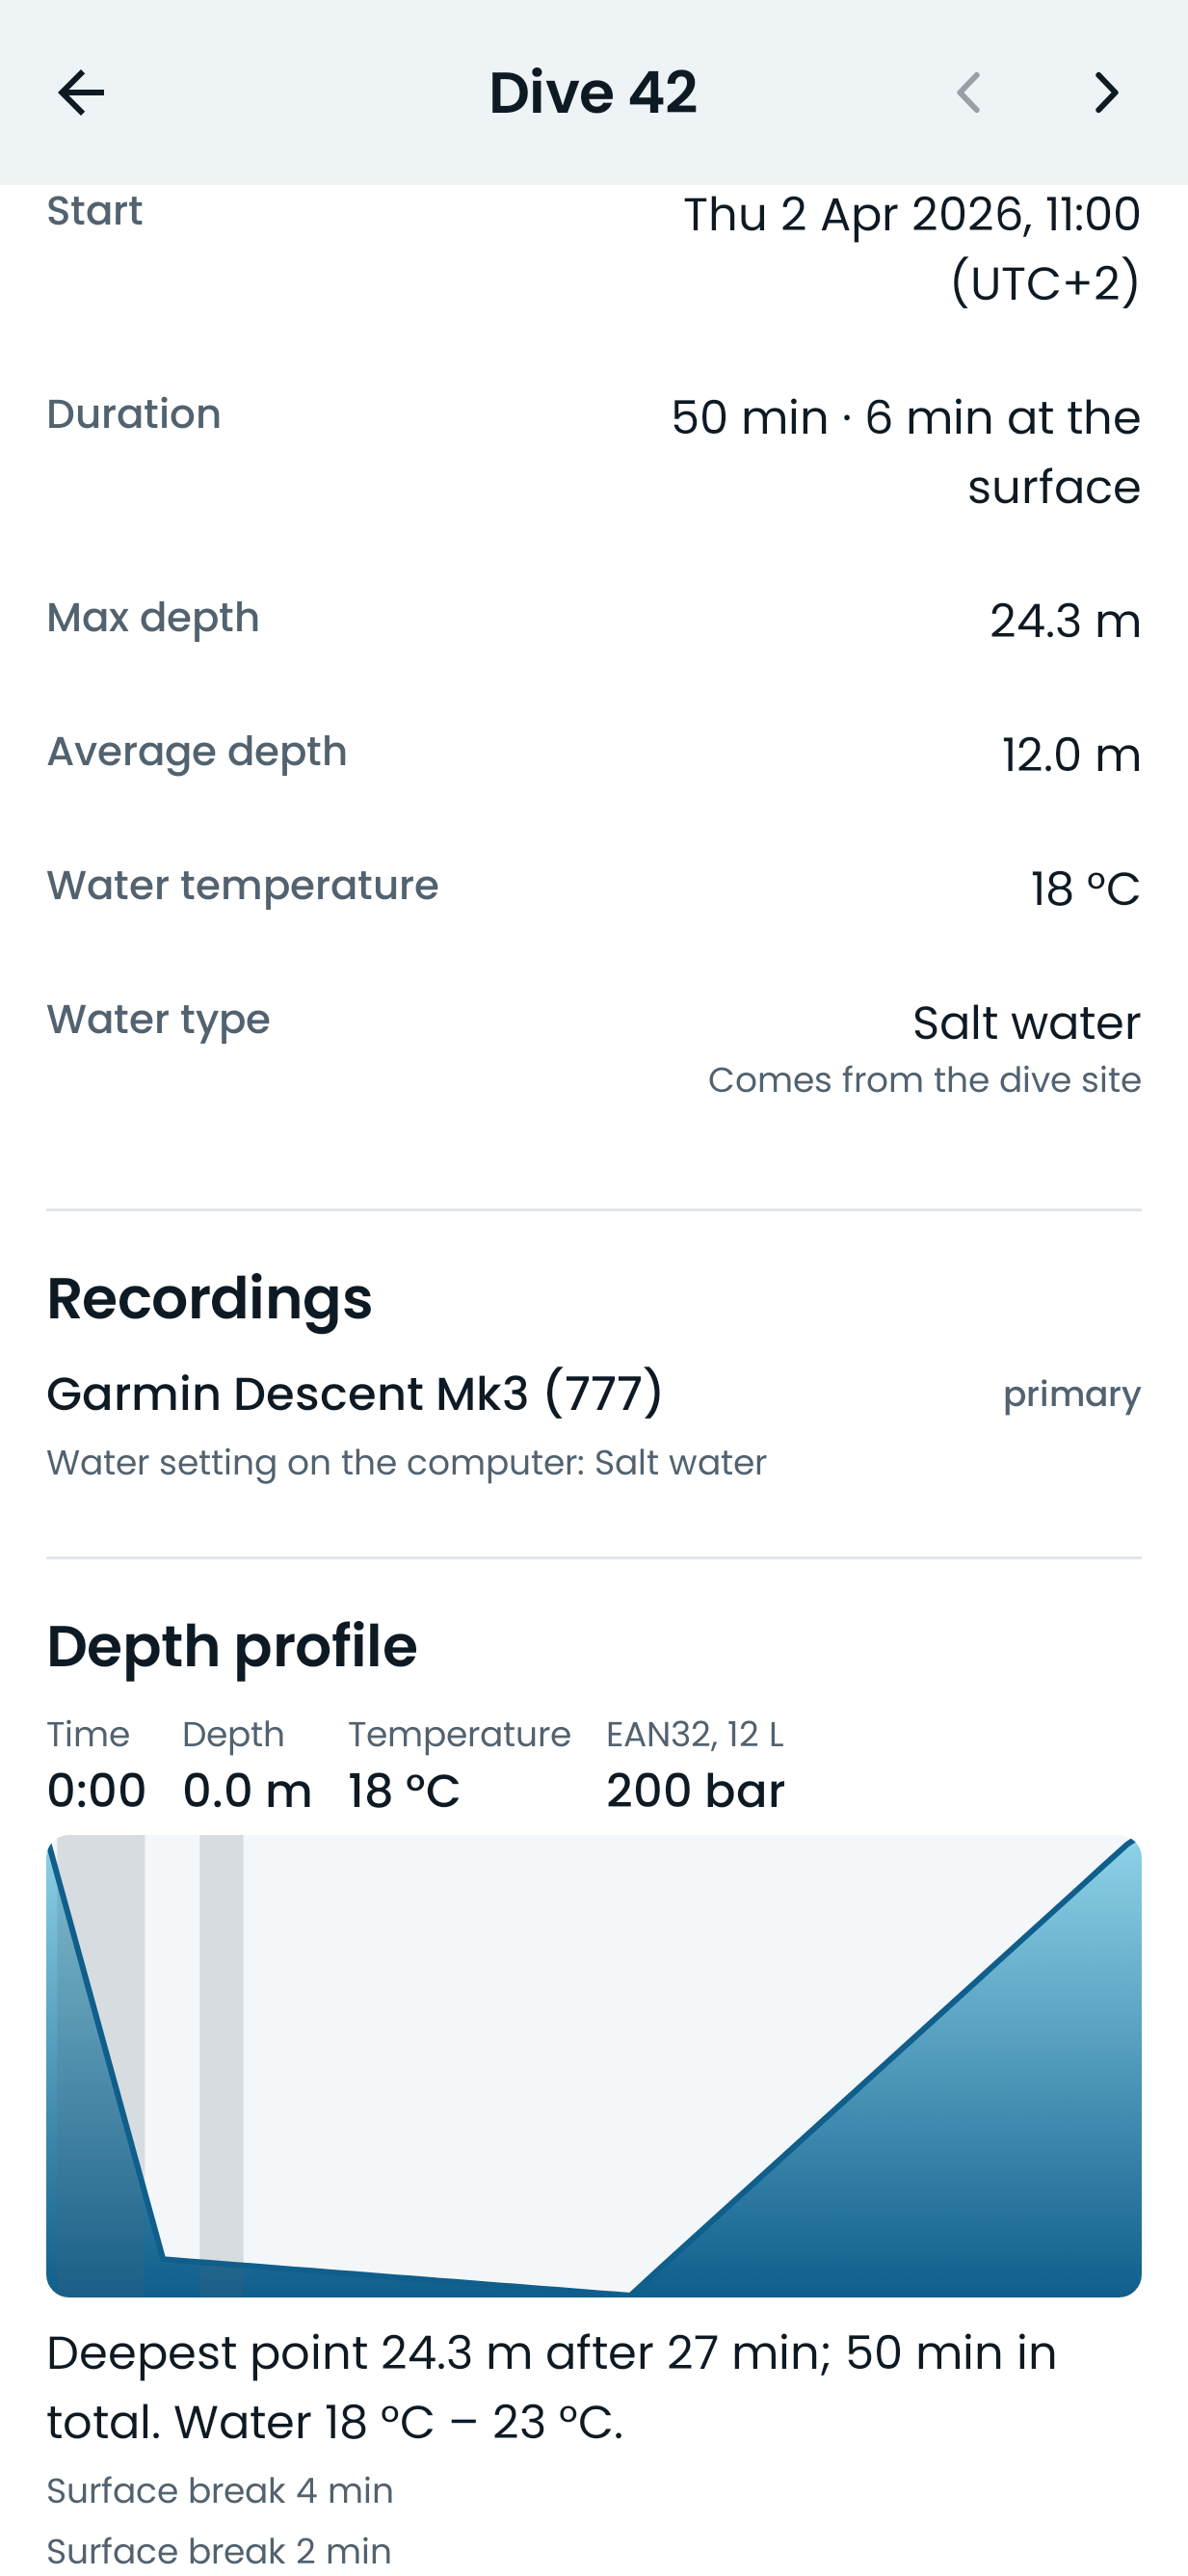 Dive 42
Start
Thu 2 Apr 2026, 11:00
(UTC+2)
Duration
50 min · 6 min at the
surface
Max depth
24.3 m
Average depth
12.0 m
Water temperature
18 °C
Water type
Salt water
Comes from the dive site
Recordings
Garmin Descent Mk3 (777)
primary
Water setting on the computer: Salt water
Depth profile
Time Depth Temperature EAN32, 12 L
0:00 0.0 m 18 °C 200 bar
Deepest point 24.3 m after 27 min; 50 min in
total. Water 18 °C – 23 °C.
Surface break 4 min
Surface break 2 min